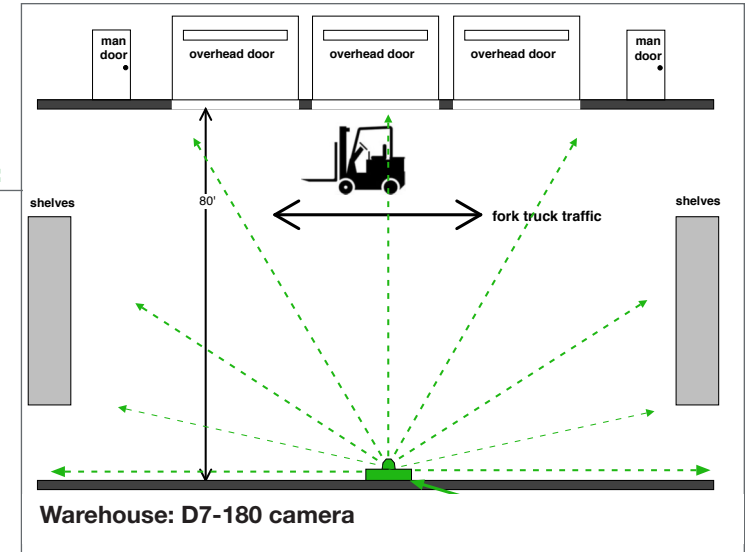 man
door
overhead door
overhead door
overhead door
man
door
shelves
80'
fork truck traffic
shelves
Warehouse: D7-180 camera